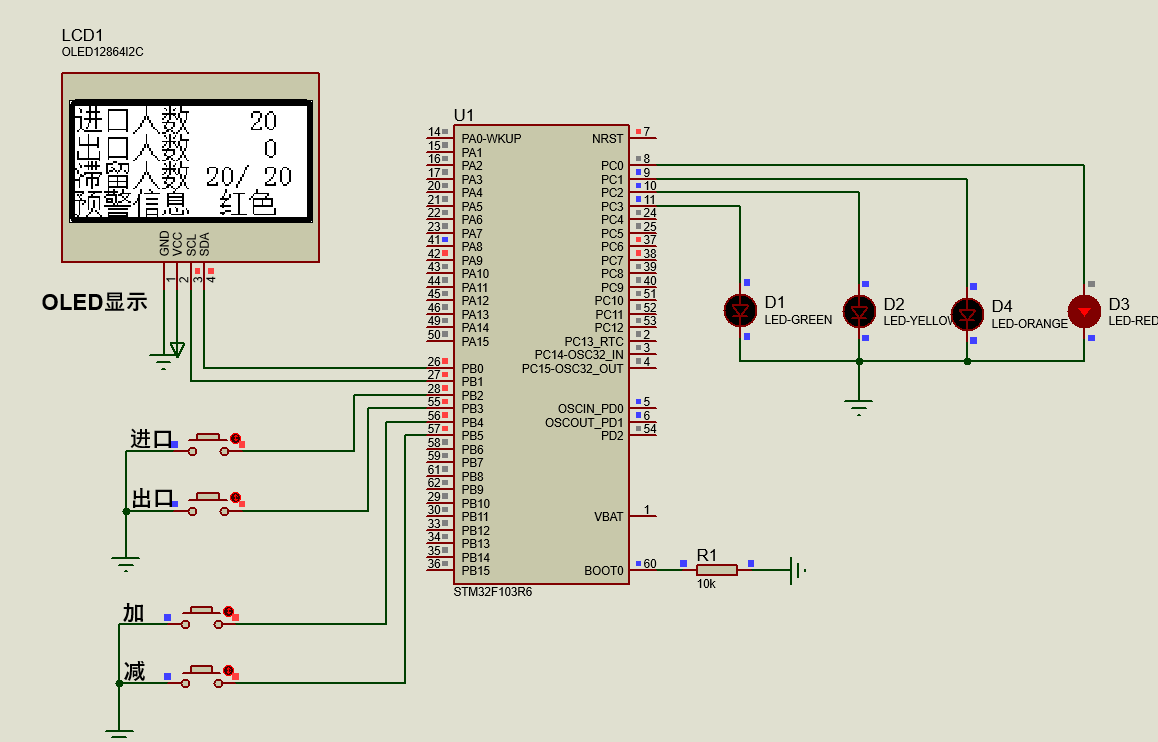 LCD1
OLED12864I2C
进口人数 20
出口人数 0
滞留人数 20/ 20
预警信息 红色
GND
VCC
SCL
SDA
1
2
3
4
OLED显示
U1
14 PA0-WKUP
15 PA1
16 PA2
17 PA3
20 PA4
21 PA5
22 PA6
23 PA7
41 PA8
42 PA9
43 PA10
44 PA11
45 PA12
46 PA13
49 PA14
50 PA15
26 PB0
27 PB1
28 PB2
55 PB3
56 PB4
57 PB5
58 PB6
59 PB7
61 PB8
62 PB9
29 PB10
30 PB11
33 PB12
34 PB13
35 PB14
36 PB15
NRST 7
PC0 8
PC1 9
PC2 10
PC3 11
PC4 24
PC5 25
PC6 37
PC7 38
PC8 39
PC9 40
PC10 51
PC11 52
PC12 53
PC13_RTC 2
PC14-OSC32_IN 3
PC15-OSC32_OUT 4
OSCIN_PD0 5
OSCOUT_PD1 6
PD2 54
VBAT 1
BOOT0 60
STM32F103R6
D1
LED-GREEN
D2
LED-YELLOW
D4
LED-ORANGE
D3
LED-RED
进口
出口
加
减
R1
10k